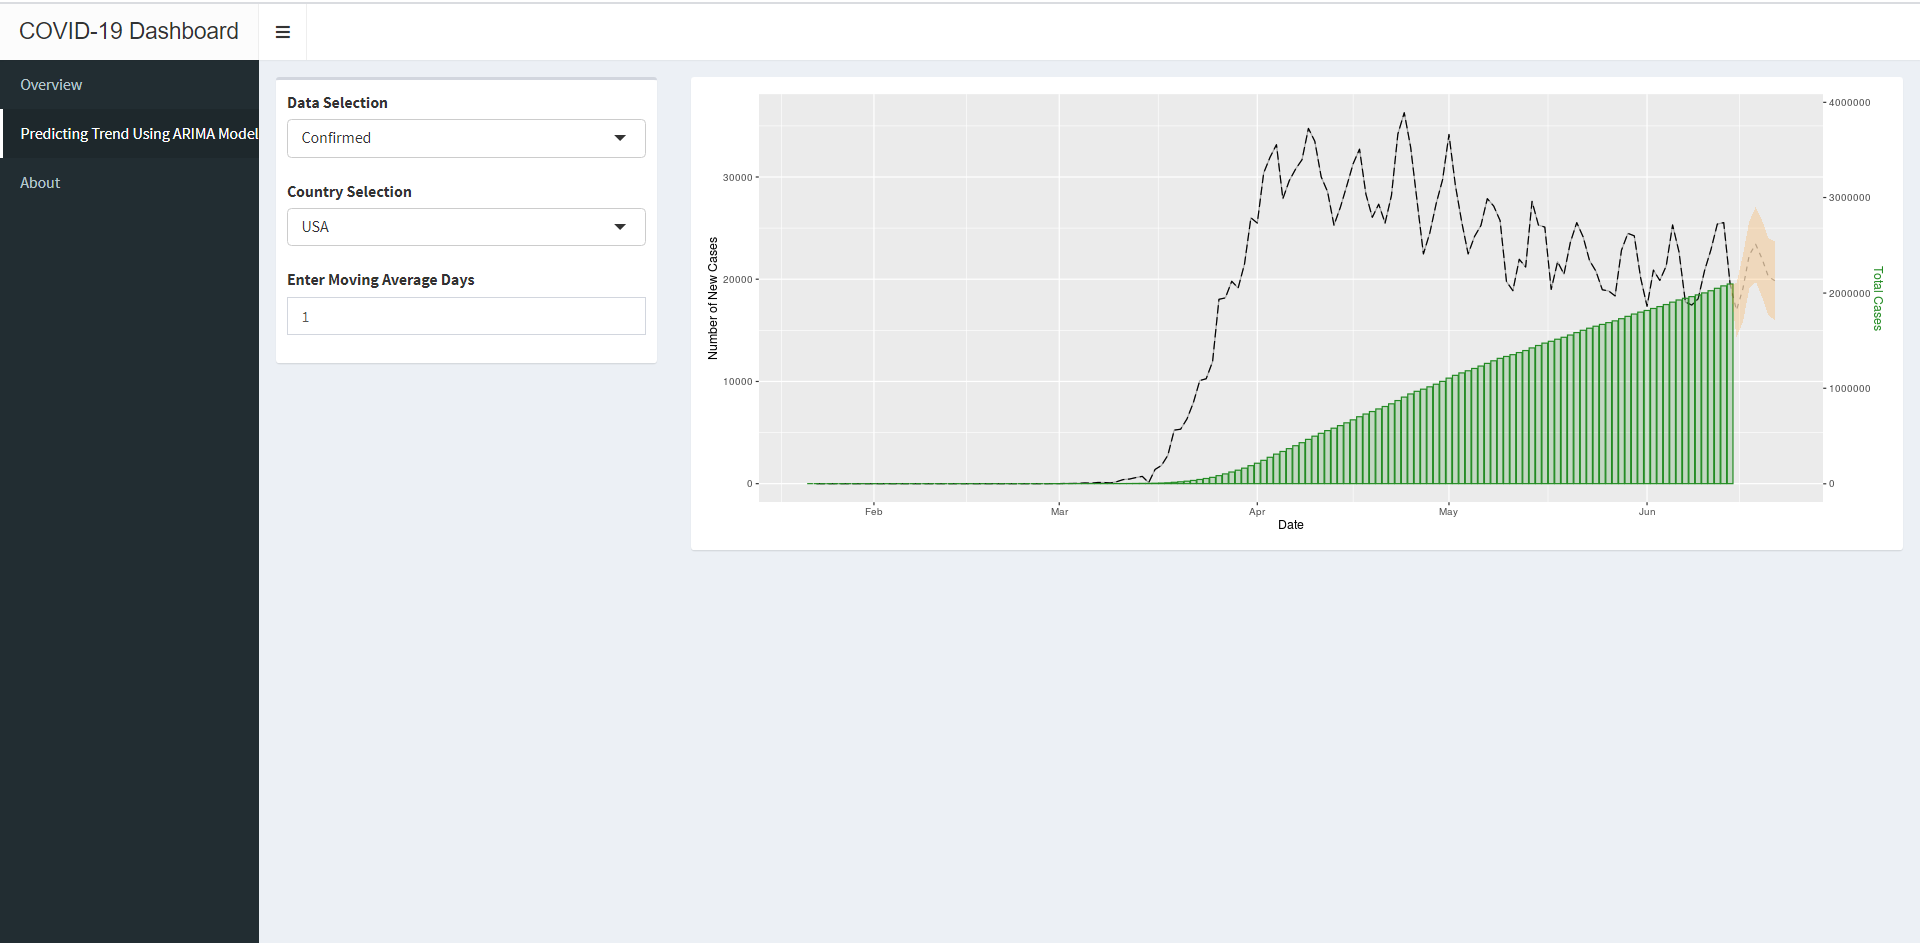 COVID-19 Dashboard
Overview
Predicting Trend Using ARIMA Model
About
Data Selection
Confirmed
Country Selection
USA
Enter Moving Average Days
1
Number of New Cases
30000
20000
10000
0
Feb
Mar
Apr
May
Jun
Date
4000000
3000000
2000000
1000000
0
Total Cases